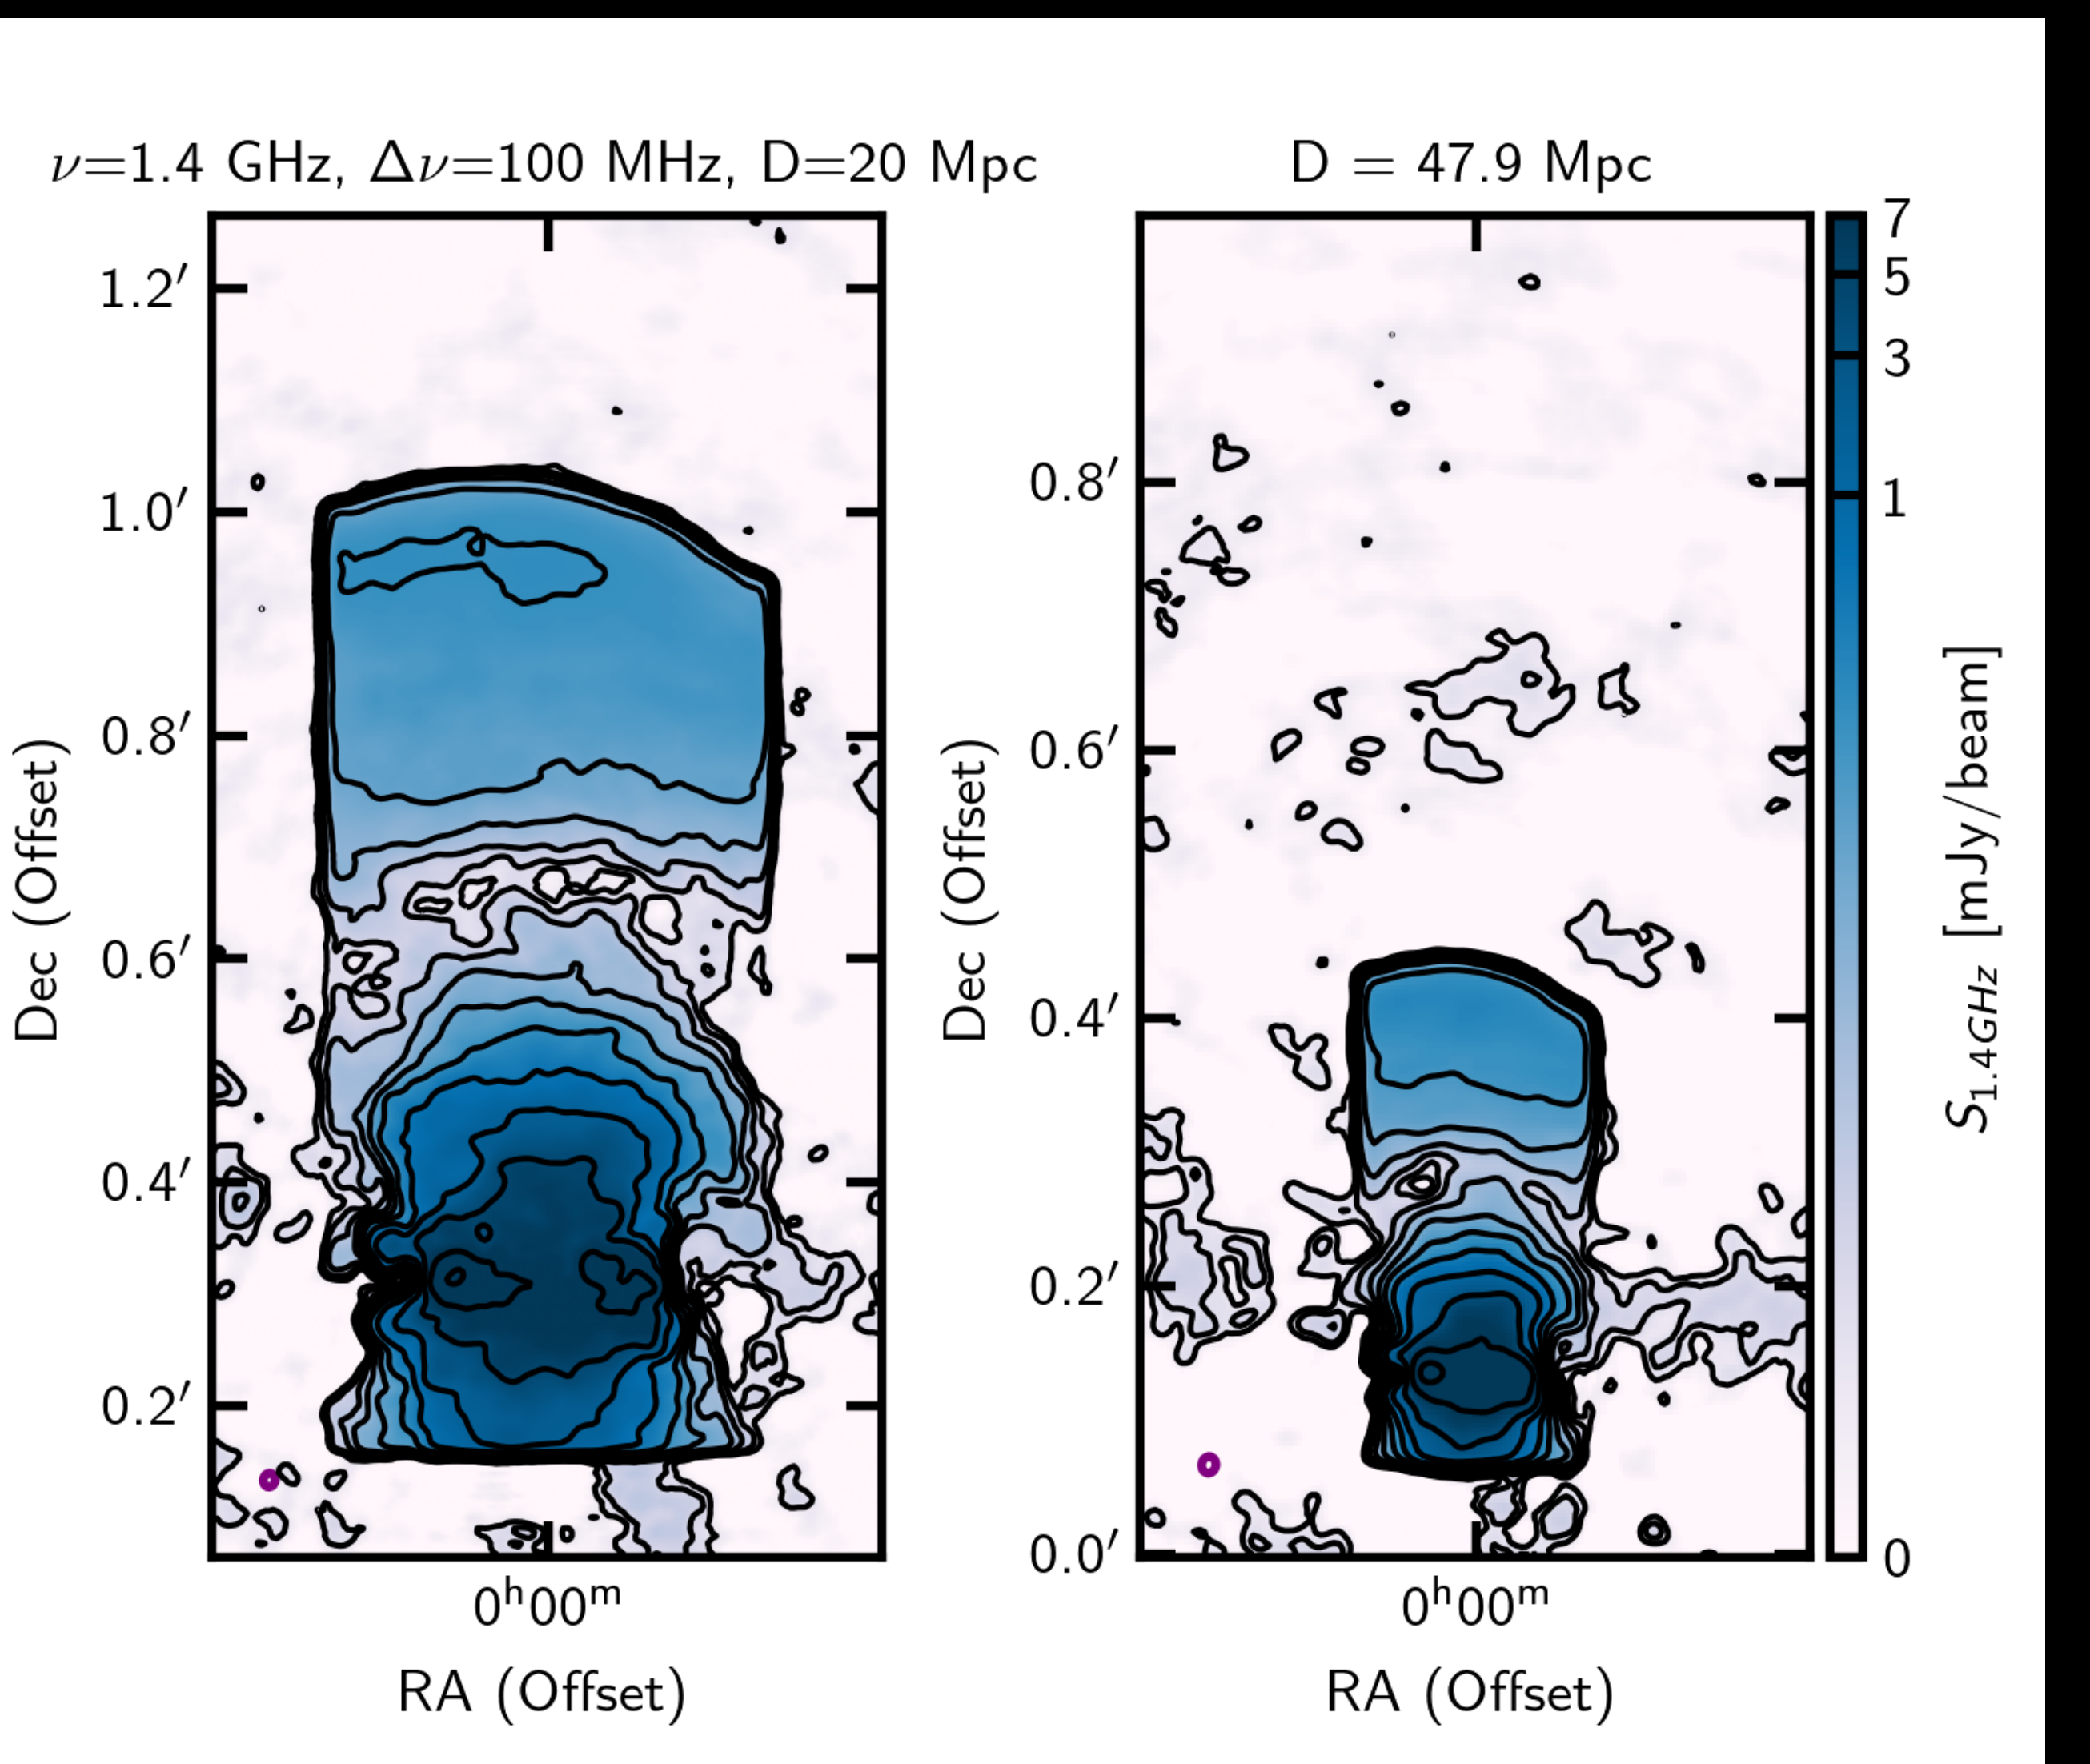 ν=1.4 GHz, Δν=100 MHz, D=20 Mpc
1.2′
1.0′
0.8′
0.6′
0.4′
0.2′
Dec (Offset)
0ʰ00ᵐ
RA (Offset)
D = 47.9 Mpc
0.8′
0.6′
0.4′
0.2′
0.0′
Dec (Offset)
0ʰ00ᵐ
RA (Offset)
7
5
3
1
0
S1.4GHz [mJy/beam]